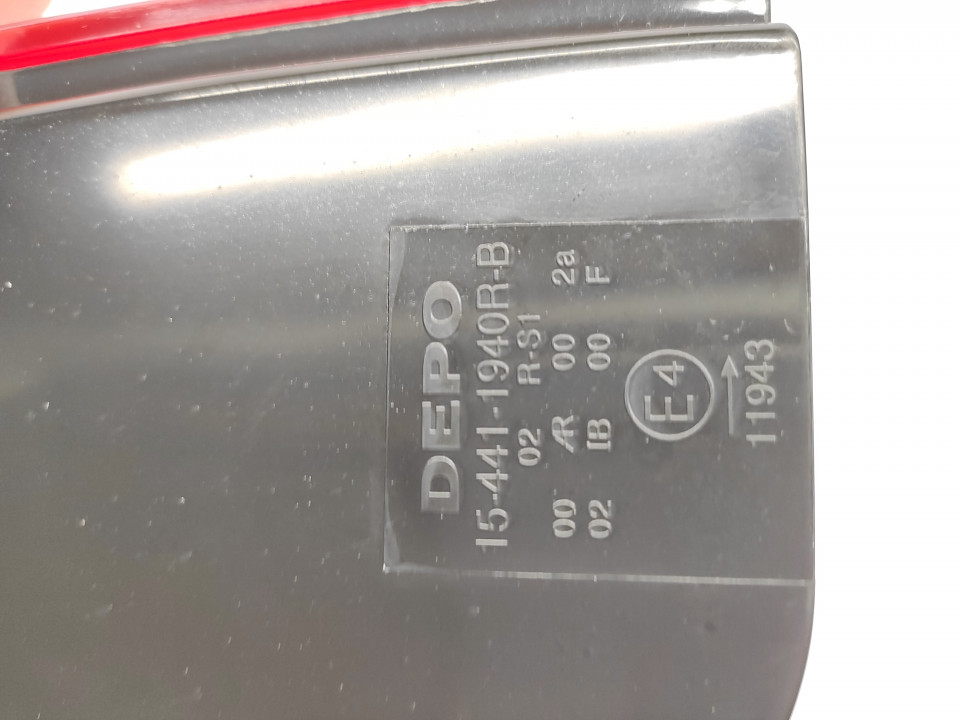 DEPO
15-441-1940R-B
02 R-S1
00 AR 00 2a
02 IB 00 F
E4
→
11943